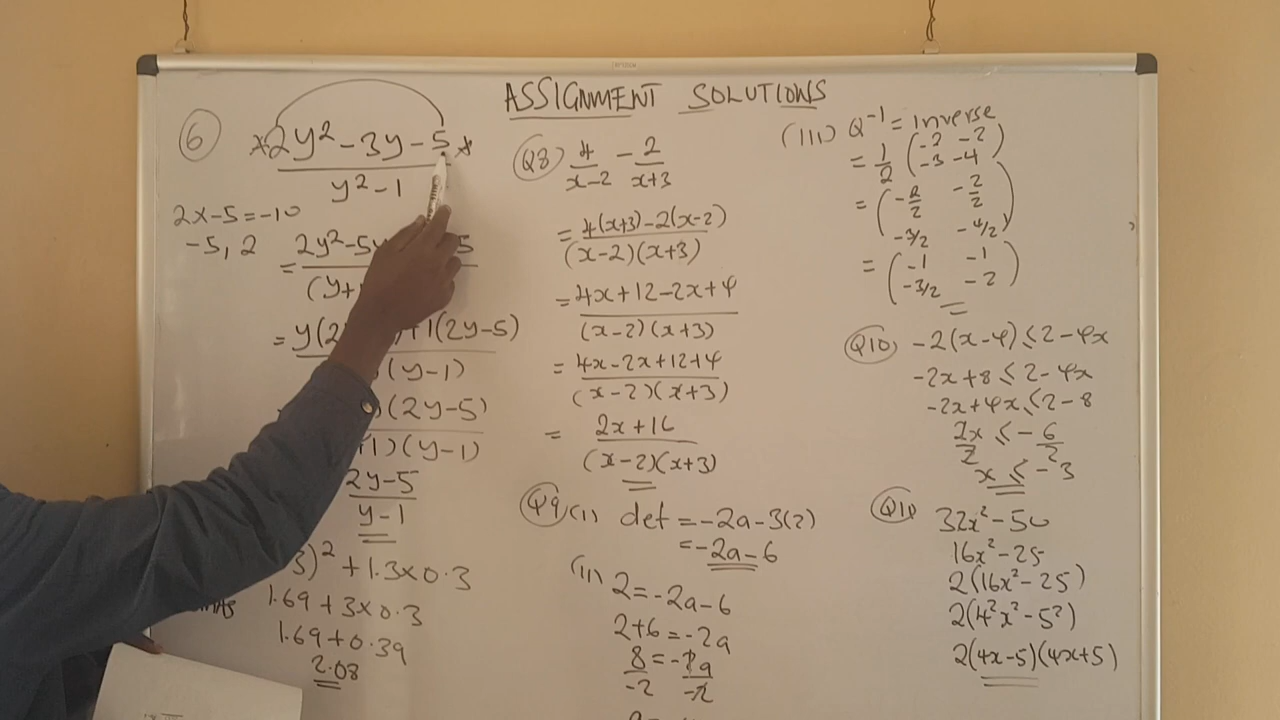 ASSIGNMENT SOLUTIONS
6
*2y² - 3y - 5*
y² - 1
2x-5=-10
-5, 2
= 2y²-5y 5
(y+
= y(2 +1(2y-5)
(y-1)
(2y-5)
+1)(y-1)
2y-5
y-1
3)² + 1.3x0.3
1.69 + 3x0.3
1.69+0.39
2.08
Q8) 4/x-2 - 2/x+3
= 4(x+3)-2(x-2)
(x-2)(x+3)
= 4x+12-2x+4
(x-2)(x+3)
= 4x-2x+12+4
(x-2)(x+3)
= 2x+16
(x-2)(x+3)
Q9 (i) det = -2a-3(2)
= -2a-6
(ii) 2=-2a-6
2+6=-2a
8/-2 = -2a/-2
(iii) Q⁻¹ = Inverse
= 1/2 (-2 -2
-3 -4)
= (-2/2 -2/2
-3/2 -4/2)
= (-1 -1
-3/2 -2)
Q10) -2(x-4)≤2-4x
-2x+8≤2-4x
-2x+4x≤2-8
2x/2 ≤ -6/2
x ≤ -3
Q11 32x²-50
16x²-25
2(16x²-25)
2(4²x²-5²)
2(4x-5)(4x+5)